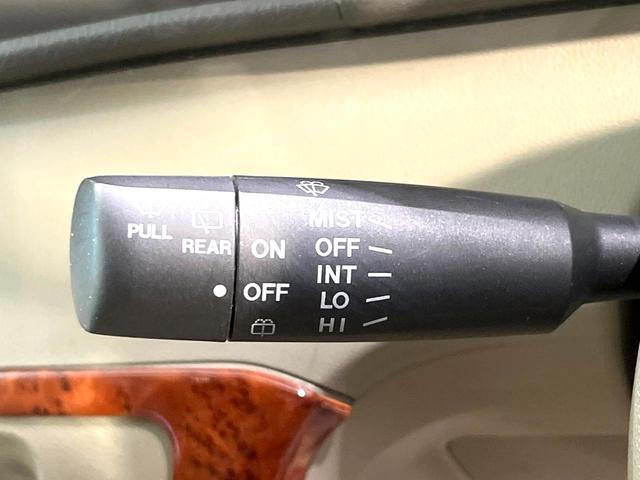 PULL
REAR
ON
OFF
MIST
OFF
INT
LO
HI